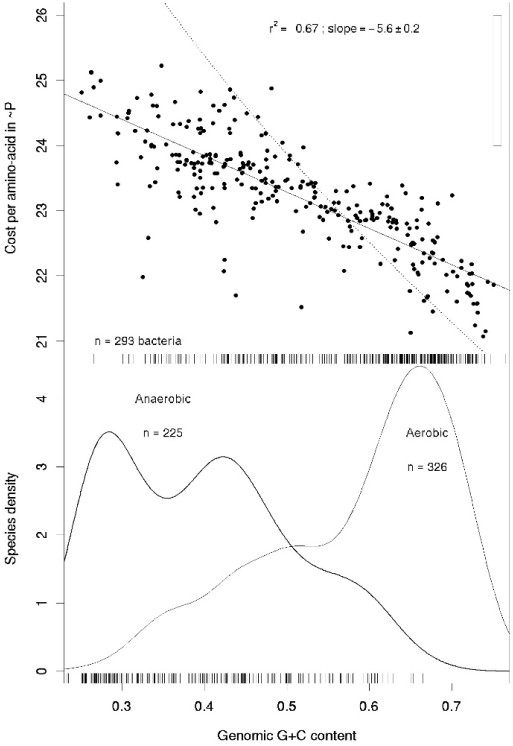 r² = 0.67 ; slope = −5.6 ± 0.2
26
25
24
23
22
21
Cost per amino-acid in ~P
n = 293 bacteria
Anaerobic
n = 225
Aerobic
n = 326
4
3
2
1
0
Species density
0.3 0.4 0.5 0.6 0.7
Genomic G+C content